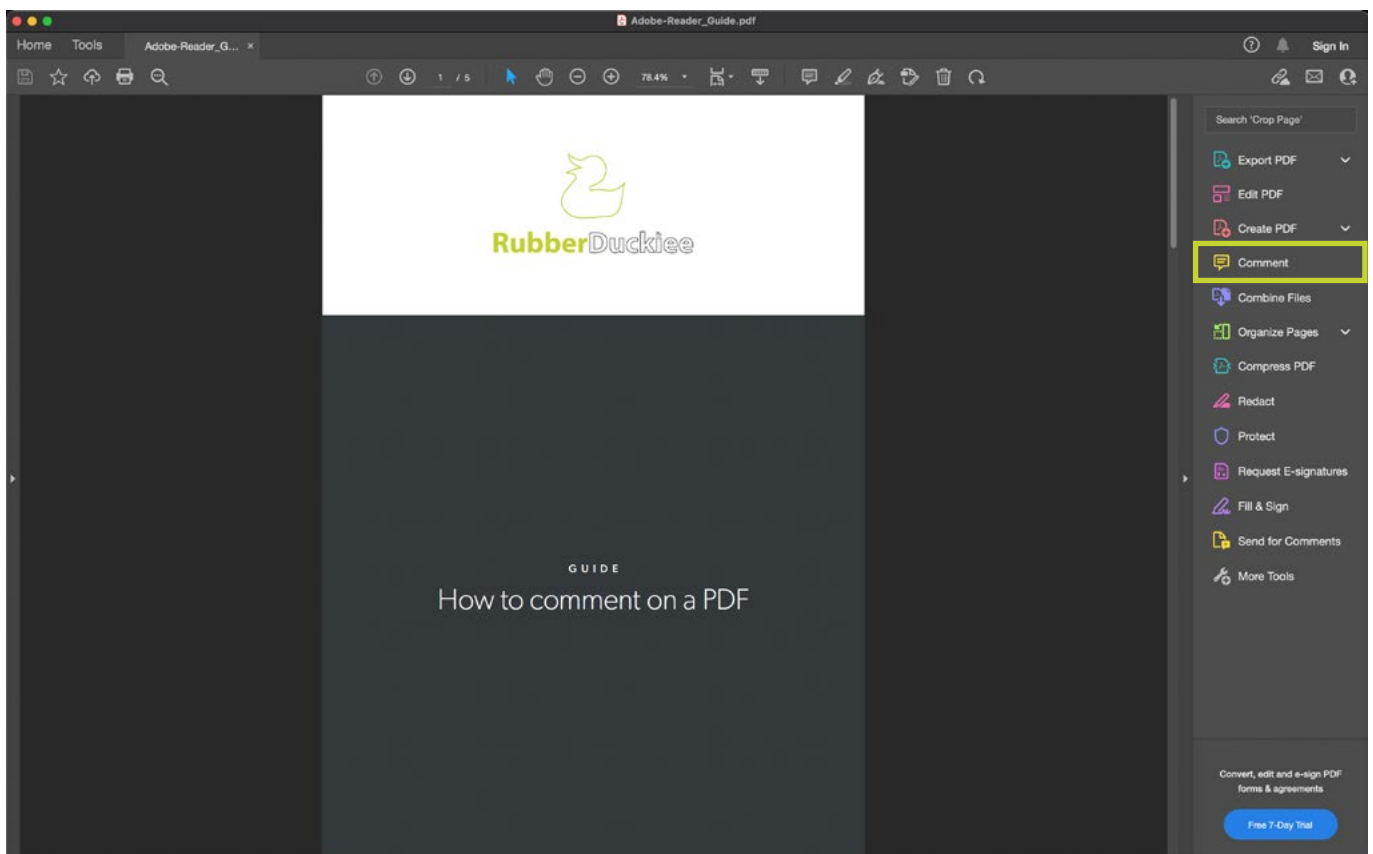 Adobe-Reader_Guide.pdf
Home Tools Adobe-Reader_G... ×
? Sign In
1 / 5 78.4%
Search 'Crop Page'
Export PDF
Edit PDF
Create PDF
Comment
Combine Files
Organize Pages
Compress PDF
Redact
Protect
Request E-signatures
Fill & Sign
Send for Comments
More Tools
RubberDuckiee
GUIDE
How to comment on a PDF
Convert, edit and e-sign PDF
forms & agreements
Free 7-Day Trial